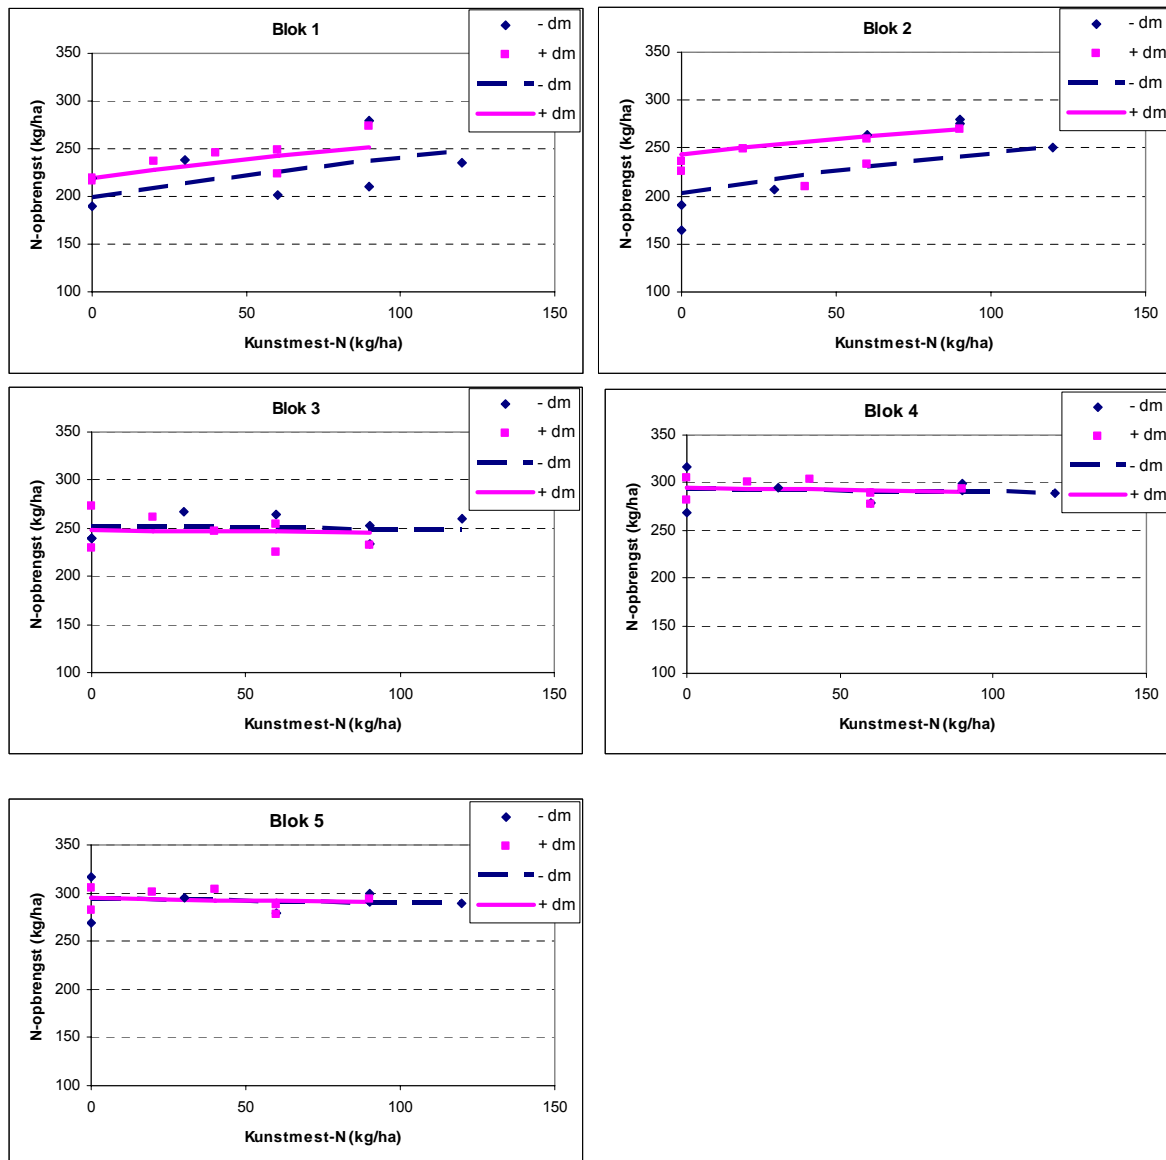 Blok 1
- dm
+ dm
- dm
+ dm
350
300
250
200
150
100
0
50
100
150
N-opbrengst (kg/ha)
Kunstmest-N (kg/ha)
Blok 2
- dm
+ dm
- dm
+ dm
350
300
250
200
150
100
0
50
100
150
N-opbrengst (kg/ha)
Kunstmest-N (kg/ha)
Blok 3
- dm
+ dm
- dm
+ dm
350
300
250
200
150
100
0
50
100
150
N-opbrengst (kg/ha)
Kunstmest-N (kg/ha)
Blok 4
- dm
+ dm
- dm
+ dm
350
300
250
200
150
100
0
50
100
150
N-opbrengst (kg/ha)
Kunstmest-N (kg/ha)
Blok 5
- dm
+ dm
- dm
+ dm
350
300
250
200
150
100
0
50
100
150
N-opbrengst (kg/ha)
Kunstmest-N (kg/ha)